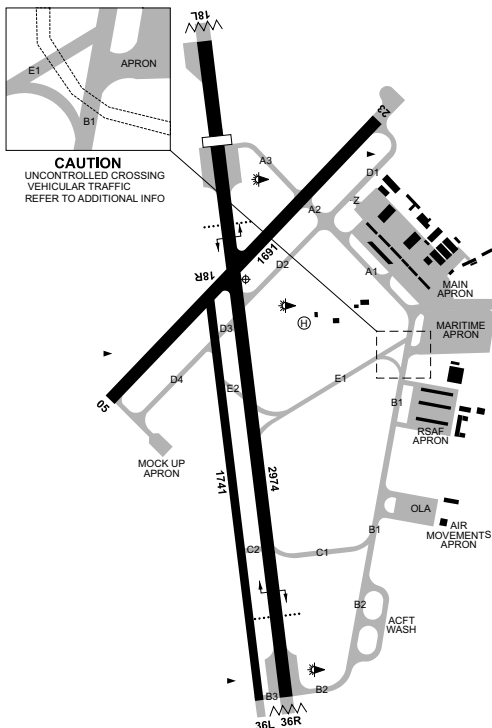 18L
E1
APRON
B1
CAUTION
UNCONTROLLED CROSSING
VEHICULAR TRAFFIC
REFER TO ADDITIONAL INFO
23
A3
D1
A2
Z
1691
D2
A1
18R
MAIN
APRON
H
MARITIME
APRON
D3
D4
E2
E1
05
B1
RSAF
APRON
MOCK UP
APRON
1741
2974
OLA
B1
AIR
MOVEMENTS
APRON
C2
C1
B2
ACFT
WASH
B3
B2
36L
36R